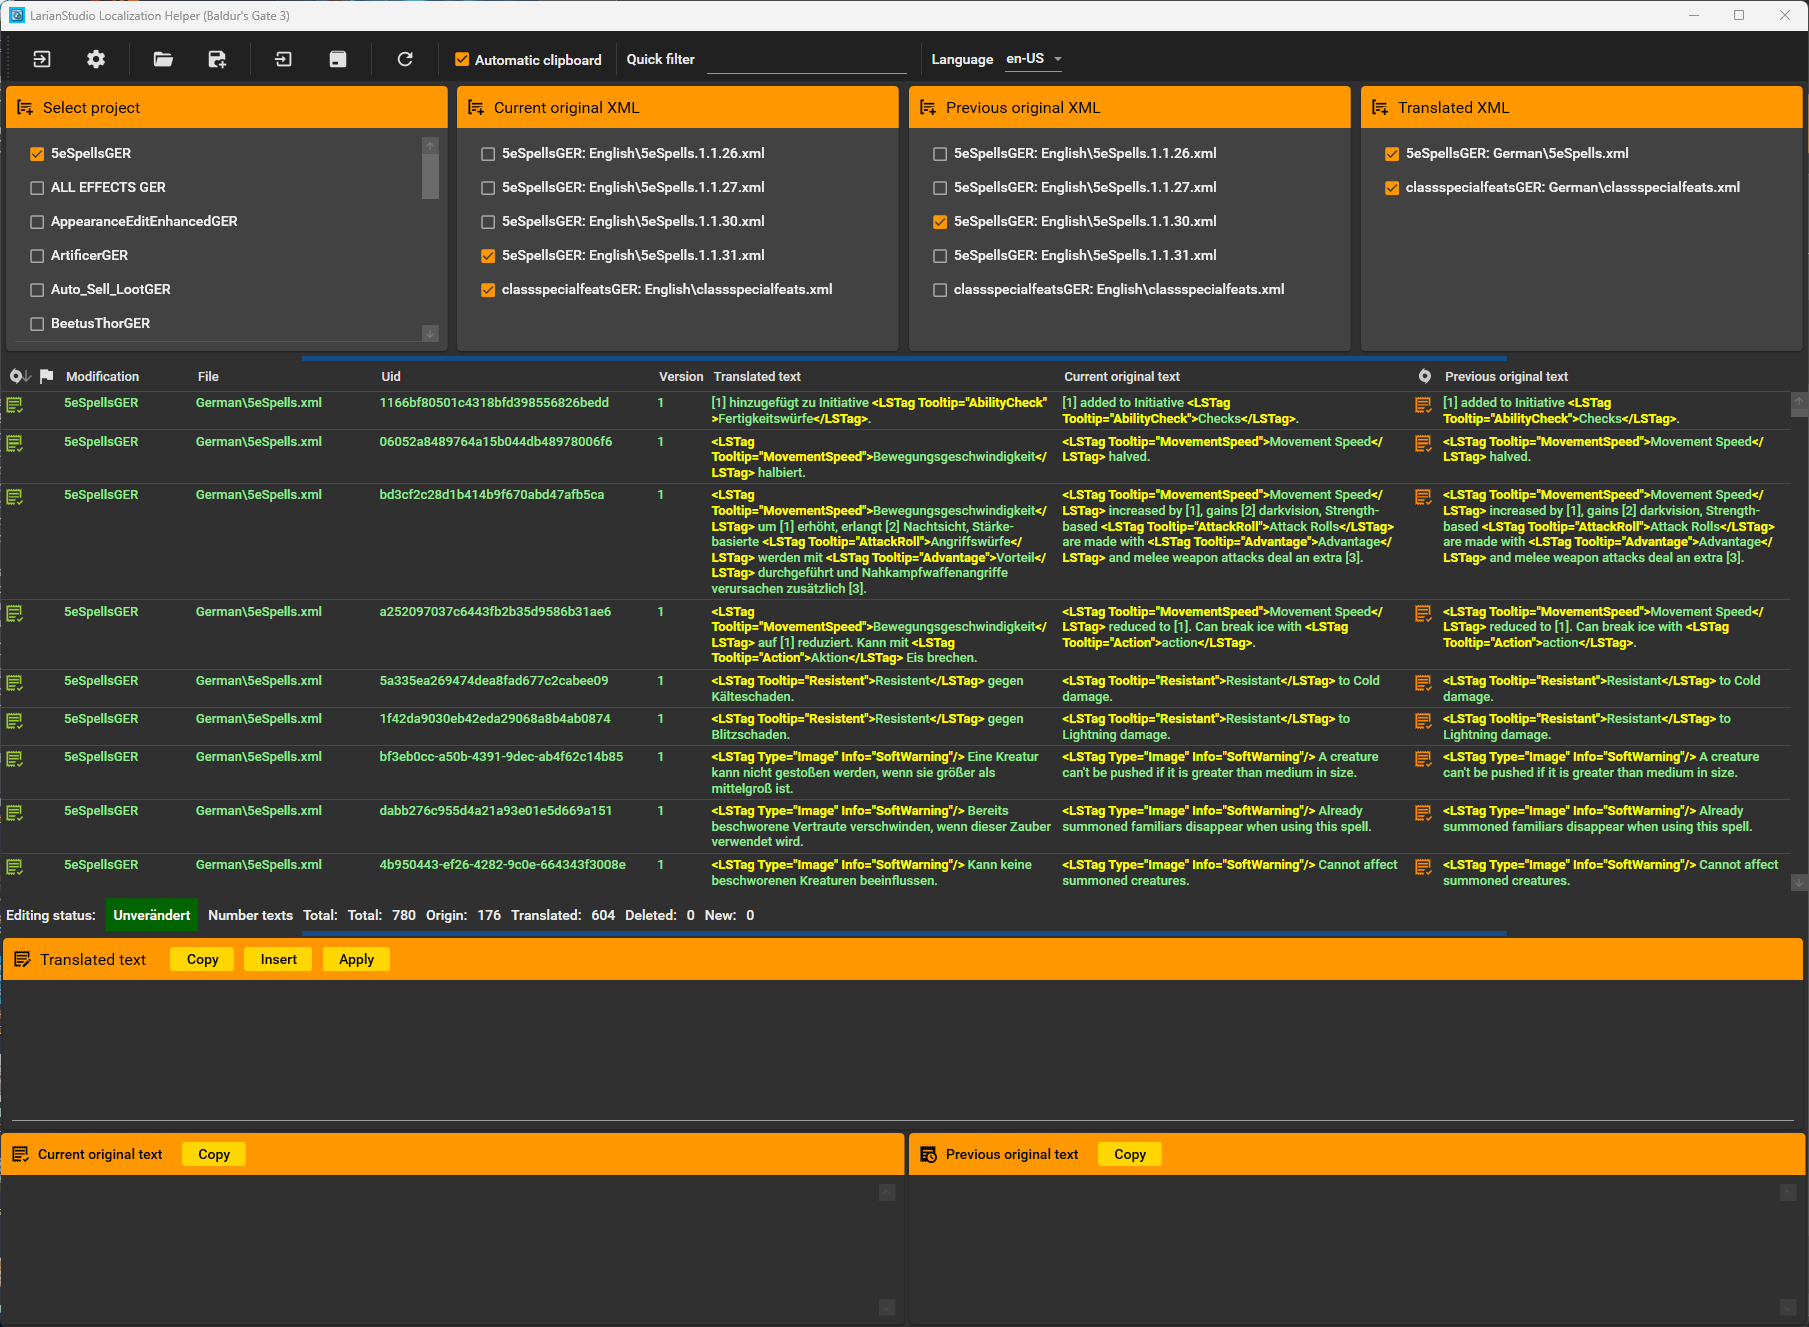 LarianStudio Localization Helper (Baldur's Gate 3)
Automatic clipboard
Quick filter
Language en-US
Select project
5eSpellsGER
ALL EFFECTS GER
AppearanceEditEnhancedGER
ArtificerGER
Auto_Sell_LootGER
BeetusThorGER
Current original XML
5eSpellsGER: English\5eSpells.1.1.26.xml
5eSpellsGER: English\5eSpells.1.1.27.xml
5eSpellsGER: English\5eSpells.1.1.30.xml
5eSpellsGER: English\5eSpells.1.1.31.xml
classspecialfeatsGER: English\classspecialfeats.xml
Previous original XML
5eSpellsGER: English\5eSpells.1.1.26.xml
5eSpellsGER: English\5eSpells.1.1.27.xml
5eSpellsGER: English\5eSpells.1.1.30.xml
5eSpellsGER: English\5eSpells.1.1.31.xml
classspecialfeatsGER: English\classspecialfeats.xml
Translated XML
5eSpellsGER: German\5eSpells.xml
classspecialfeatsGER: German\classspecialfeats.xml
Modification File Uid Version Translated text Current original text Previous original text
5eSpellsGER German\5eSpells.xml 1166bf80501c4318bfd398556826bedd 1
[1] hinzugefügt zu Initiative <LSTag Tooltip="AbilityCheck"
>Fertigkeitswürfe</LSTag>.
[1] added to Initiative <LSTag
Tooltip="AbilityCheck">Checks</LSTag>.
[1] added to Initiative <LSTag
Tooltip="AbilityCheck">Checks</LSTag>.
5eSpellsGER German\5eSpells.xml 06052a8489764a15b044db48978006f6 1
<LSTag
Tooltip="MovementSpeed">Bewegungsgeschwindigkeit</
LSTag> halbiert.
<LSTag Tooltip="MovementSpeed">Movement Speed</
LSTag> halved.
<LSTag Tooltip="MovementSpeed">Movement Speed</
LSTag> halved.
5eSpellsGER German\5eSpells.xml bd3cf2c28d1b414b9f670abd47afb5ca 1
<LSTag
Tooltip="MovementSpeed">Bewegungsgeschwindigkeit</
LSTag> um [1] erhöht, erlangt [2] Nachtsicht, Stärke-
basierte <LSTag Tooltip="AttackRoll">Angriffswürfe</
LSTag> werden mit <LSTag Tooltip="Advantage">Vorteil</
LSTag> durchgeführt und Nahkampfwaffenangriffe
verursachen zusätzlich [3].
<LSTag Tooltip="MovementSpeed">Movement Speed</
LSTag> increased by [1], gains [2] darkvision, Strength-
based <LSTag Tooltip="AttackRoll">Attack Rolls</LSTag>
are made with <LSTag Tooltip="Advantage">Advantage</
LSTag> and melee weapon attacks deal an extra [3].
<LSTag Tooltip="MovementSpeed">Movement Speed</
LSTag> increased by [1], gains [2] darkvision, Strength-
based <LSTag Tooltip="AttackRoll">Attack Rolls</LSTag>
are made with <LSTag Tooltip="Advantage">Advantage</
LSTag> and melee weapon attacks deal an extra [3].
5eSpellsGER German\5eSpells.xml a252097037c6443fb2b35d9586b31ae6 1
<LSTag
Tooltip="MovementSpeed">Bewegungsgeschwindigkeit</
LSTag> auf [1] reduziert. Kann mit <LSTag
Tooltip="Action">Aktion</LSTag> Eis brechen.
<LSTag Tooltip="MovementSpeed">Movement Speed</
LSTag> reduced to [1]. Can break ice with <LSTag
Tooltip="Action">action</LSTag>.
<LSTag Tooltip="MovementSpeed">Movement Speed</
LSTag> reduced to [1]. Can break ice with <LSTag
Tooltip="Action">action</LSTag>.
5eSpellsGER German\5eSpells.xml 5a335ea269474dea8fad677c2cabee09 1
<LSTag Tooltip="Resistent">Resistent</LSTag> gegen
Kälteschaden.
<LSTag Tooltip="Resistant">Resistant</LSTag> to Cold
damage.
<LSTag Tooltip="Resistant">Resistant</LSTag> to Cold
damage.
5eSpellsGER German\5eSpells.xml 1f42da9030eb42eda29068a8b4ab0874 1
<LSTag Tooltip="Resistent">Resistent</LSTag> gegen
Blitzschaden.
<LSTag Tooltip="Resistant">Resistant</LSTag> to
Lightning damage.
<LSTag Tooltip="Resistant">Resistant</LSTag> to
Lightning damage.
5eSpellsGER German\5eSpells.xml bf3eb0cc-a50b-4391-9dec-ab4f62c14b85 1
<LSTag Type="Image" Info="SoftWarning"/> Eine Kreatur
kann nicht gestoßen werden, wenn sie größer als
mittelgroß ist.
<LSTag Type="Image" Info="SoftWarning"/> A creature
can't be pushed if it is greater than medium in size.
<LSTag Type="Image" Info="SoftWarning"/> A creature
can't be pushed if it is greater than medium in size.
5eSpellsGER German\5eSpells.xml dabb276c955d4a21a93e01e5d669a151 1
<LSTag Type="Image" Info="SoftWarning"/> Bereits
beschworene Vertraute verschwinden, wenn dieser Zauber
verwendet wird.
<LSTag Type="Image" Info="SoftWarning"/> Already
summoned familiars disappear when using this spell.
<LSTag Type="Image" Info="SoftWarning"/> Already
summoned familiars disappear when using this spell.
5eSpellsGER German\5eSpells.xml 4b950443-ef26-4282-9c0e-664343f3008e 1
<LSTag Type="Image" Info="SoftWarning"/> Kann keine
beschworenen Kreaturen beeinflussen.
<LSTag Type="Image" Info="SoftWarning"/> Cannot affect
summoned creatures.
<LSTag Type="Image" Info="SoftWarning"/> Cannot affect
summoned creatures.
Editing status: Unverändert Number texts Total: Total: 780 Origin: 176 Translated: 604 Deleted: 0 New: 0
Translated text Copy Insert Apply
Current original text Copy
Previous original text Copy